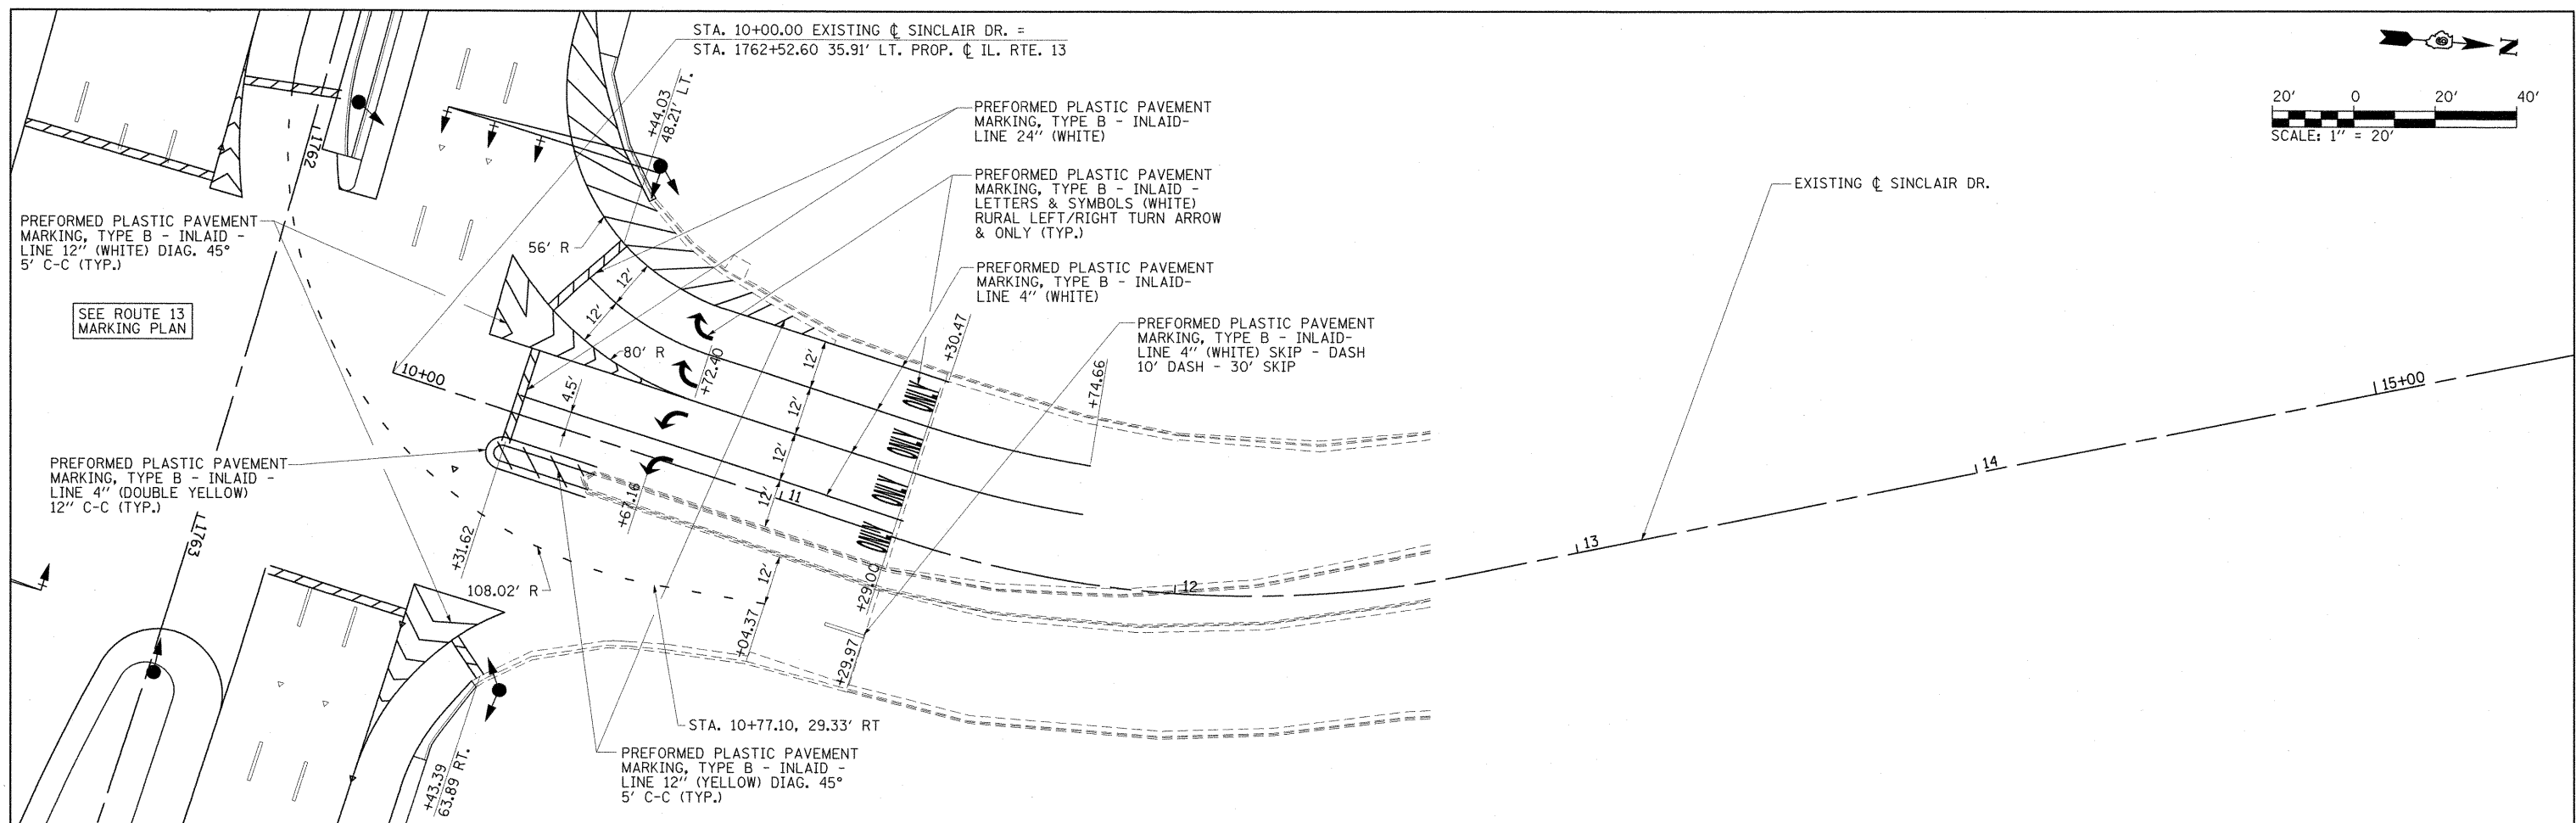 STA. 10+00.00 EXISTING ℄ SINCLAIR DR. =
STA. 1762+52.60 35.91' LT. PROP. ℄ IL. RTE. 13
N
20' 0 20' 40'
SCALE: 1" = 20'
+44.03
48.21' LT.
PREFORMED PLASTIC PAVEMENT
MARKING, TYPE B - INLAID-
LINE 24" (WHITE)
1762
PREFORMED PLASTIC PAVEMENT
MARKING, TYPE B - INLAID -
LETTERS & SYMBOLS (WHITE)
RURAL LEFT/RIGHT TURN ARROW
& ONLY (TYP.)
EXISTING ℄ SINCLAIR DR.
PREFORMED PLASTIC PAVEMENT
MARKING, TYPE B - INLAID -
LINE 12" (WHITE) DIAG. 45°
5' C-C (TYP.)
56' R
12'
12'
PREFORMED PLASTIC PAVEMENT
MARKING, TYPE B - INLAID-
LINE 4" (WHITE)
SEE ROUTE 13
MARKING PLAN
80' R
PREFORMED PLASTIC PAVEMENT
MARKING, TYPE B - INLAID-
LINE 4" (WHITE) SKIP - DASH
10' DASH - 30' SKIP
10+00
+72.40
+30.47
+74.66
4.5'
12'
12'
12'
12'
ONLY
ONLY
ONLY
ONLY
15+00
14
13
12
11
PREFORMED PLASTIC PAVEMENT
MARKING, TYPE B - INLAID -
LINE 4" (DOUBLE YELLOW)
12" C-C (TYP.)
1763
+31.62
+67.16
108.02' R
12'
+04.37
+29.00
+29.97
STA. 10+77.10, 29.33' RT
PREFORMED PLASTIC PAVEMENT
MARKING, TYPE B - INLAID -
LINE 12" (YELLOW) DIAG. 45°
5' C-C (TYP.)
+43.39
63.89 RT.